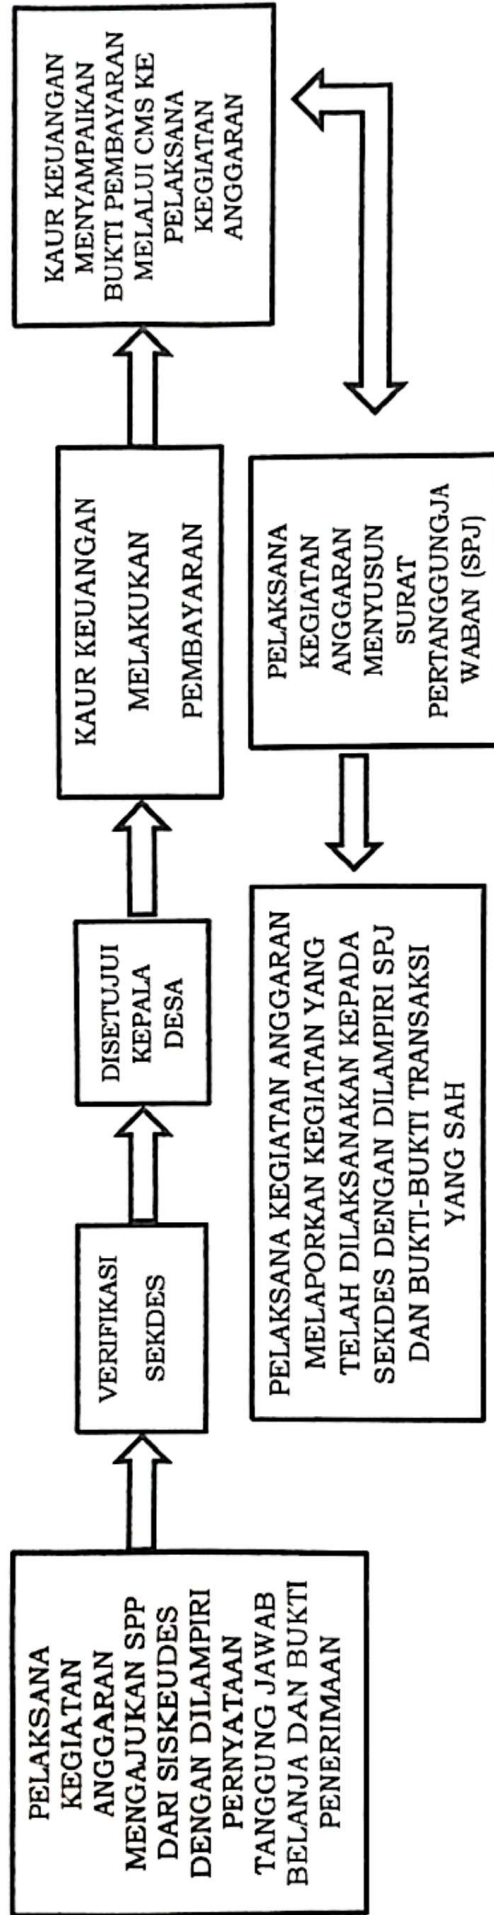 PELAKSANA
KEGIATAN
ANGGARAN
MENGAJUKAN SPP
DARI SISKEUDES
DENGAN DILAMPIRI
PERNYATAAN
TANGGUNG JAWAB
BELANJA DAN BUKTI
PENERIMAAN
VERIFIKASI
SEKDES
DISETUJUI
KEPALA
DESA
KAUR KEUANGAN
MELAKUKAN
PEMBAYARAN
KAUR KEUANGAN
MENYAMPAIKAN
BUKTI PEMBAYARAN
MELALUI CMS KE
PELAKSANA
KEGIATAN
ANGGARAN
PELAKSANA
KEGIATAN
ANGGARAN
MENYUSUN
SURAT
PERTANGGUNGJA
WABAN (SPJ)
PELAKSANA KEGIATAN ANGGARAN
MELAPORKAN KEGIATAN YANG
TELAH DILAKSANAKAN KEPADA
SEKDES DENGAN DILAMPIRI SPJ
DAN BUKTI-BUKTI TRANSAKSI
YANG SAH